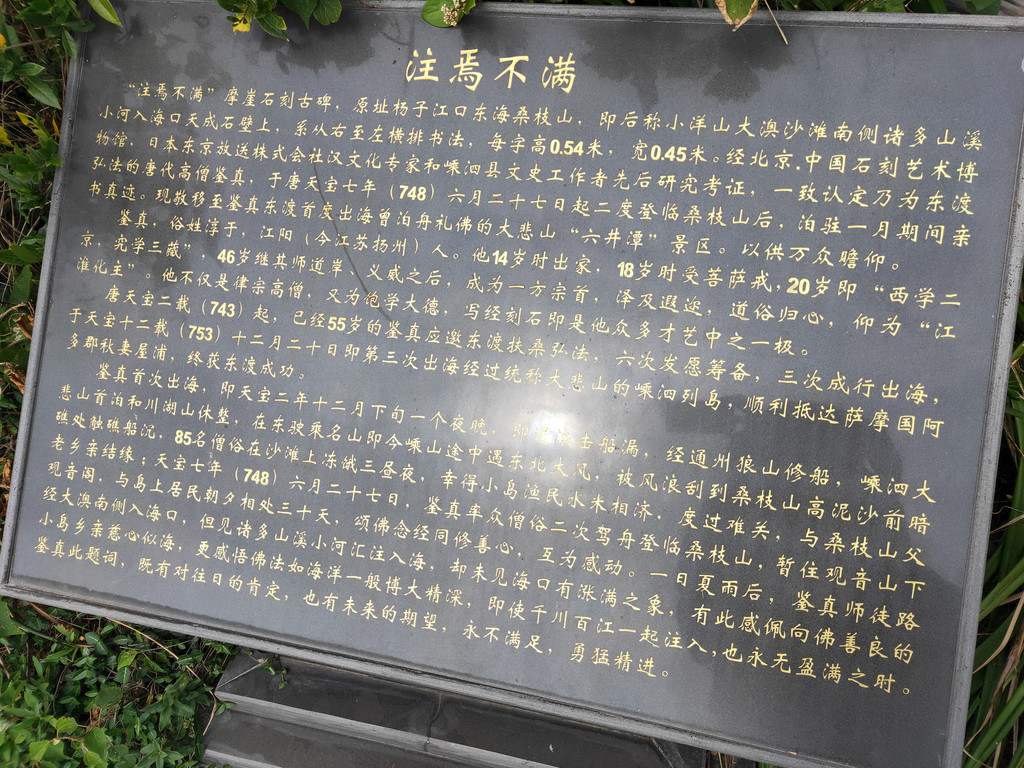 注焉不满
“注焉不满”摩崖石刻古碑，原址杨子江口东海桑枝山，即后称小洋山大澳沙滩南侧诸多山溪
小河入海口天成石壁上，系从右至左横排书法，每字高0.54米，宽0.45米。经北京.中国石刻艺术博
物馆，日本东京放送株式会社汉文化专家和嵊泗县文史工作者先后研究考证，一致认定乃为东渡
弘法的唐代高僧鉴真，于唐天宝七年（748）六月二十七日起二度登临桑枝山后，泊驻一月期间亲
书真迹。现敬移至鉴真东渡首度出海曾泊舟礼佛的大悲山“六井潭”景区。以供万众瞻仰。
鉴真，俗姓淳于，江阳（今江苏扬州）人。他14岁时出家，18岁时受菩萨戒，20岁即“西学二
京，究学三藏”，46岁继其师道岸、义威之后，成为一方宗首，泽及遐迩，道俗归心，仰为“江
淮化主”。他不仅是律宗高僧，又为饱学大德，写经刻石即是他众多才艺中之一极。
唐天宝二载（743）起，已经55岁的鉴真应邀东渡扶桑弘法，六次发愿筹备，三次成行出海，
于天宝十二载（753）十二月二十日即第三次出海经过统称大悲山的嵊泗列岛，顺利抵达萨摩国阿
多郡秋妻屋浦，终获东渡成功。
鉴真首次出海，即天宝二年十二月下旬一个夜晚，即击船漏，经通州狼山修船，嵊泗大
悲山首泊和川湖山休整，在东驶乘名山即今嵊山途中遇东北大风，被风浪刮到桑枝山高泥沙前暗
礁处触礁船沉，85名僧俗在沙滩上冻饿三昼夜，幸得小岛渔民水米相济，度过难关，与桑枝山父
老乡亲结缘；天宝七年（748）六月二十七日，鉴真率众僧俗二次驾舟登临桑枝山，暂住观音山下
观音阁，与岛上居民朝夕相处三十天，颂佛念经同修善心，互为感动。一日夏雨后，鉴真师徒路
经大澳南侧入海口，但见诸多山溪小河汇注入海，却未见海口有涨满之象，有此感佩向佛善良的
小岛乡亲慈心似海，更感悟佛法如海洋一般博大精深，即使千川百江一起注入，也永无盈满之时。
鉴真此题词，既有对往日的肯定，也有未来的期望，永不满足，勇猛精进。